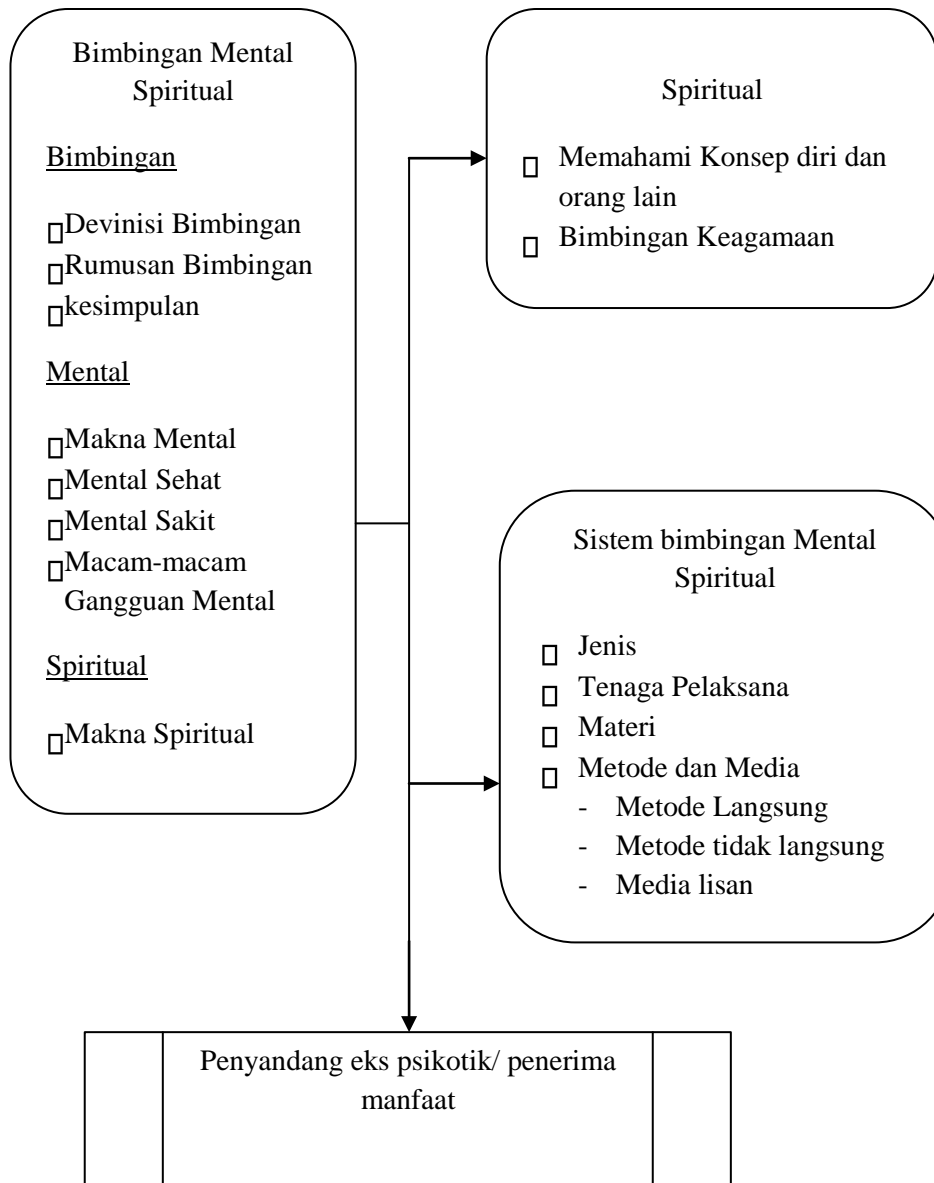 Bimbingan Mental
Spiritual
Bimbingan
Devinisi Bimbingan
Rumusan Bimbingan
kesimpulan
Mental
Makna Mental
Mental Sehat
Mental Sakit
Macam-macam
Gangguan Mental
Spiritual
Makna Spiritual
Spiritual
Memahami Konsep diri dan
orang lain
Bimbingan Keagamaan
Sistem bimbingan Mental
Spiritual
Jenis
Tenaga Pelaksana
Materi
Metode dan Media
- Metode Langsung
- Metode tidak langsung
- Media lisan
Penyandang eks psikotik/ penerima
manfaat